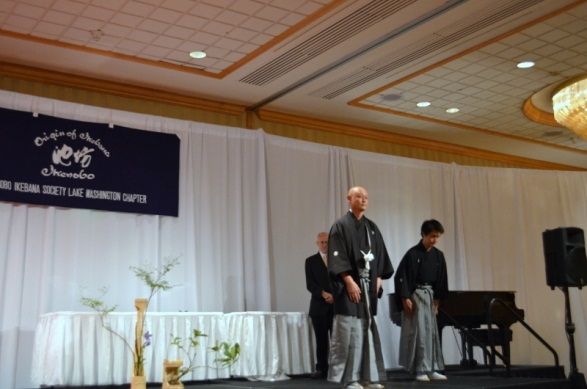 Origin of Ikebana
池坊
Ikenobo
OBO IKEBANA SOCIETY LAKE WASHINGTON CHAPTER